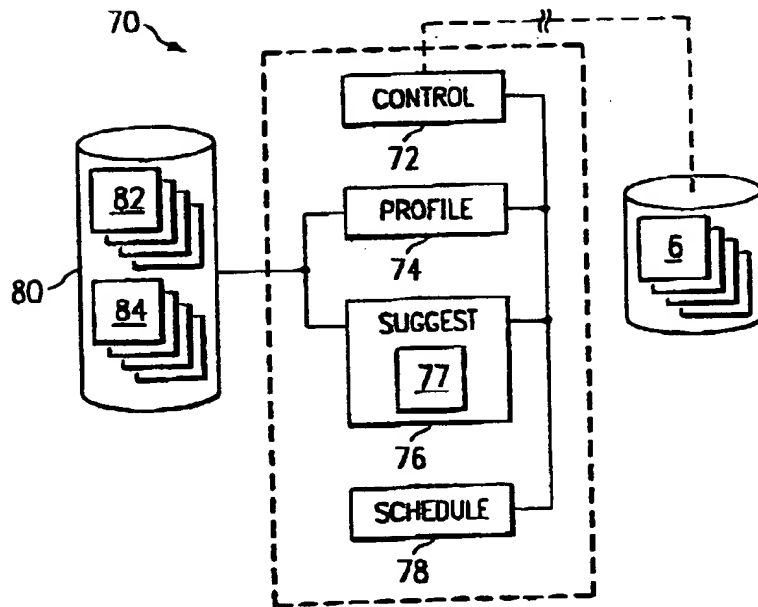 70
CONTROL
72
82
PROFILE
74
6
80
84
SUGGEST
77
76
SCHEDULE
78